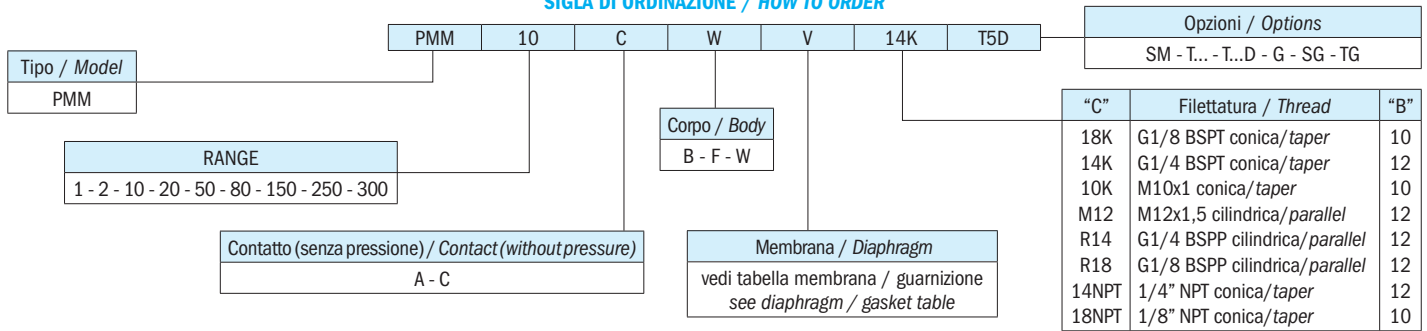 SIGLA DI ORDINAZIONE / HOW TO ORDER
PMM 10 C W V 14K T5D
Opzioni / Options
SM - T... - T...D - G - SG - TG
Tipo / Model
PMM
RANGE
1 - 2 - 10 - 20 - 50 - 80 - 150 - 250 - 300
Contatto (senza pressione) / Contact (without pressure)
A - C
Corpo / Body
B - F - W
Membrana / Diaphragm
vedi tabella membrana / guarnizione
see diaphragm / gasket table
“C” Filettatura / Thread “B”
18K G1/8 BSPT conica/taper 10
14K G1/4 BSPT conica/taper 12
10K M10x1 conica/taper 10
M12 M12x1,5 cilindrica/parallel 12
R14 G1/4 BSPP cilindrica/parallel 12
R18 G1/8 BSPP cilindrica/parallel 12
14NPT 1/4” NPT conica/taper 12
18NPT 1/8” NPT conica/taper 10